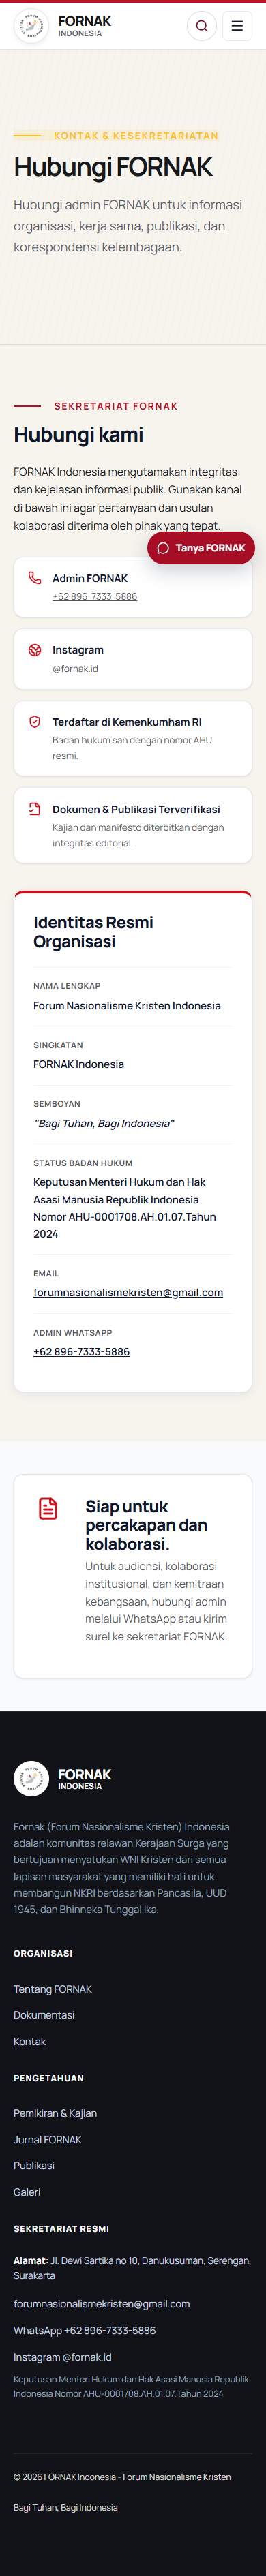 FORNAK
INDONESIA
KONTAK & KESEKRETARIATAN
Hubungi FORNAK
Hubungi admin FORNAK untuk informasi
organisasi, kerja sama, publikasi, dan
korespondensi kelembagaan.
SEKRETARIAT FORNAK
Hubungi kami
FORNAK Indonesia mengutamakan integritas
dan kejelasan informasi publik. Gunakan kanal
di bawah ini agar pertanyaan dan usulan
kolaborasi diterima oleh pihak yang tepat.
Tanya FORNAK
Admin FORNAK
+62 896-7333-5886
Instagram
@fornak.id
Terdaftar di Kemenkumham RI
Badan hukum sah dengan nomor AHU
resmi.
Dokumen & Publikasi Terverifikasi
Kajian dan manifesto diterbitkan dengan
integritas editorial.
Identitas Resmi
Organisasi
NAMA LENGKAP
Forum Nasionalisme Kristen Indonesia
SINGKATAN
FORNAK Indonesia
SEMBOYAN
"Bagi Tuhan, Bagi Indonesia"
STATUS BADAN HUKUM
Keputusan Menteri Hukum dan Hak
Asasi Manusia Republik Indonesia
Nomor AHU-0001708.AH.01.07.Tahun
2024
EMAIL
forumnasionalismekristen@gmail.com
ADMIN WHATSAPP
+62 896-7333-5886
Siap untuk
percakapan dan
kolaborasi.
Untuk audiensi, kolaborasi
institusional, dan kemitraan
kebangsaan, hubungi admin
melalui WhatsApp atau kirim
surel ke sekretariat FORNAK.
FORNAK
INDONESIA
Fornak (Forum Nasionalisme Kristen) Indonesia
adalah komunitas relawan Kerajaan Surga yang
bertujuan menyatukan WNI Kristen dari semua
lapisan masyarakat yang memiliki hati untuk
membangun NKRI berdasarkan Pancasila, UUD
1945, dan Bhinneka Tunggal Ika.
ORGANISASI
Tentang FORNAK
Dokumentasi
Kontak
PENGETAHUAN
Pemikiran & Kajian
Jurnal FORNAK
Publikasi
Galeri
SEKRETARIAT RESMI
Alamat: Jl. Dewi Sartika no 10, Danukusuman, Serengan,
Surakarta
forumnasionalismekristen@gmail.com
WhatsApp +62 896-7333-5886
Instagram @fornak.id
Keputusan Menteri Hukum dan Hak Asasi Manusia Republik
Indonesia Nomor AHU-0001708.AH.01.07.Tahun 2024
© 2026 FORNAK Indonesia - Forum Nasionalisme Kristen
Bagi Tuhan, Bagi Indonesia